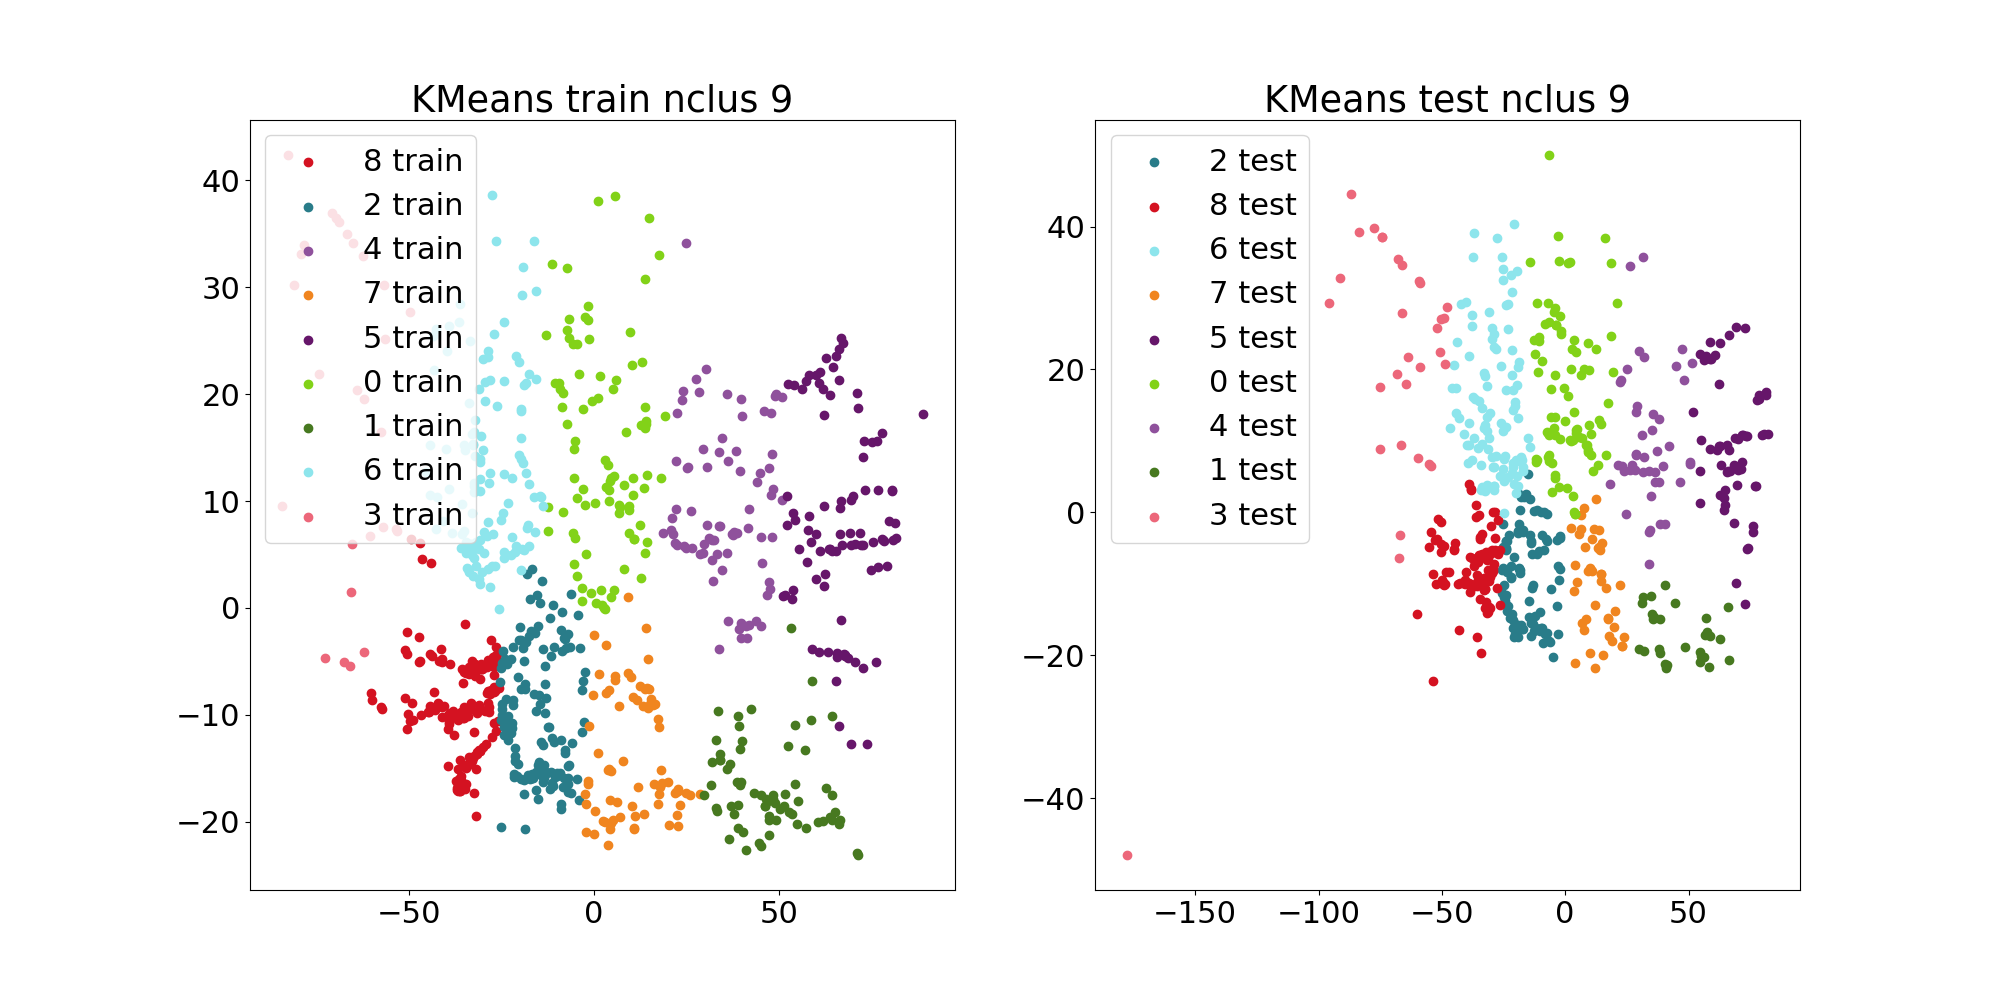 KMeans train nclus 9
8 train
2 train
4 train
7 train
5 train
0 train
1 train
6 train
3 train
40
30
20
10
0
−10
−20
−50
0
50
KMeans test nclus 9
2 test
8 test
6 test
7 test
5 test
0 test
4 test
1 test
3 test
40
20
0
−20
−40
−150
−100
−50
0
50